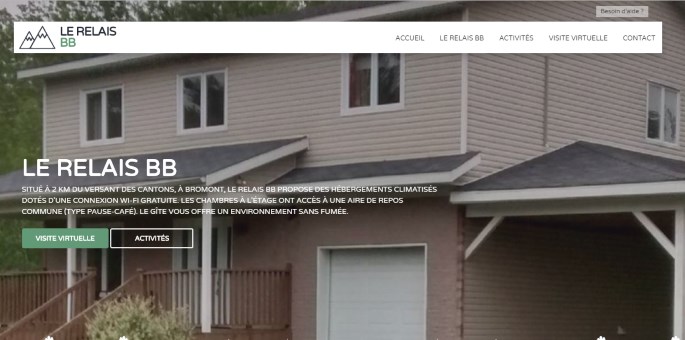 Besoin d'aide ?
LE RELAIS
BB
ACCUEIL LE RELAIS BB ACTIVITÉS VISITE VIRTUELLE CONTACT
LE RELAIS BB
SITUÉ À 2 KM DU VERSANT DES CANTONS, À BROMONT, LE RELAIS BB PROPOSE DES HÉBERGEMENTS CLIMATISÉS
DOTÉS D'UNE CONNEXION WI-FI GRATUITE. LES CHAMBRES À L'ÉTAGE ONT ACCÈS À UNE AIRE DE REPOS
COMMUNE (TYPE PAUSE-CAFÉ). LE GÎTE VOUS OFFRE UN ENVIRONNEMENT SANS FUMÉE.
VISITE VIRTUELLE ACTIVITÉS